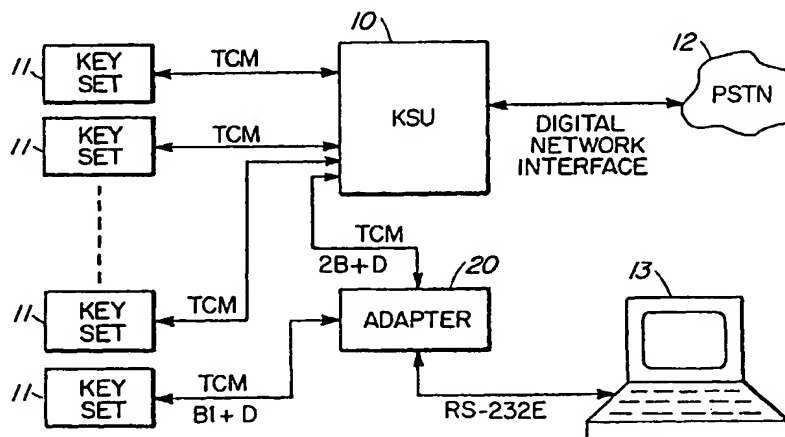 10
12
11
KEY
SET
TCM
KSU
PSTN
DIGITAL
NETWORK
INTERFACE
11
KEY
SET
TCM
TCM
2B+D
20
13
11
KEY
SET
TCM
ADAPTER
11
KEY
SET
TCM
B1+D
RS-232E